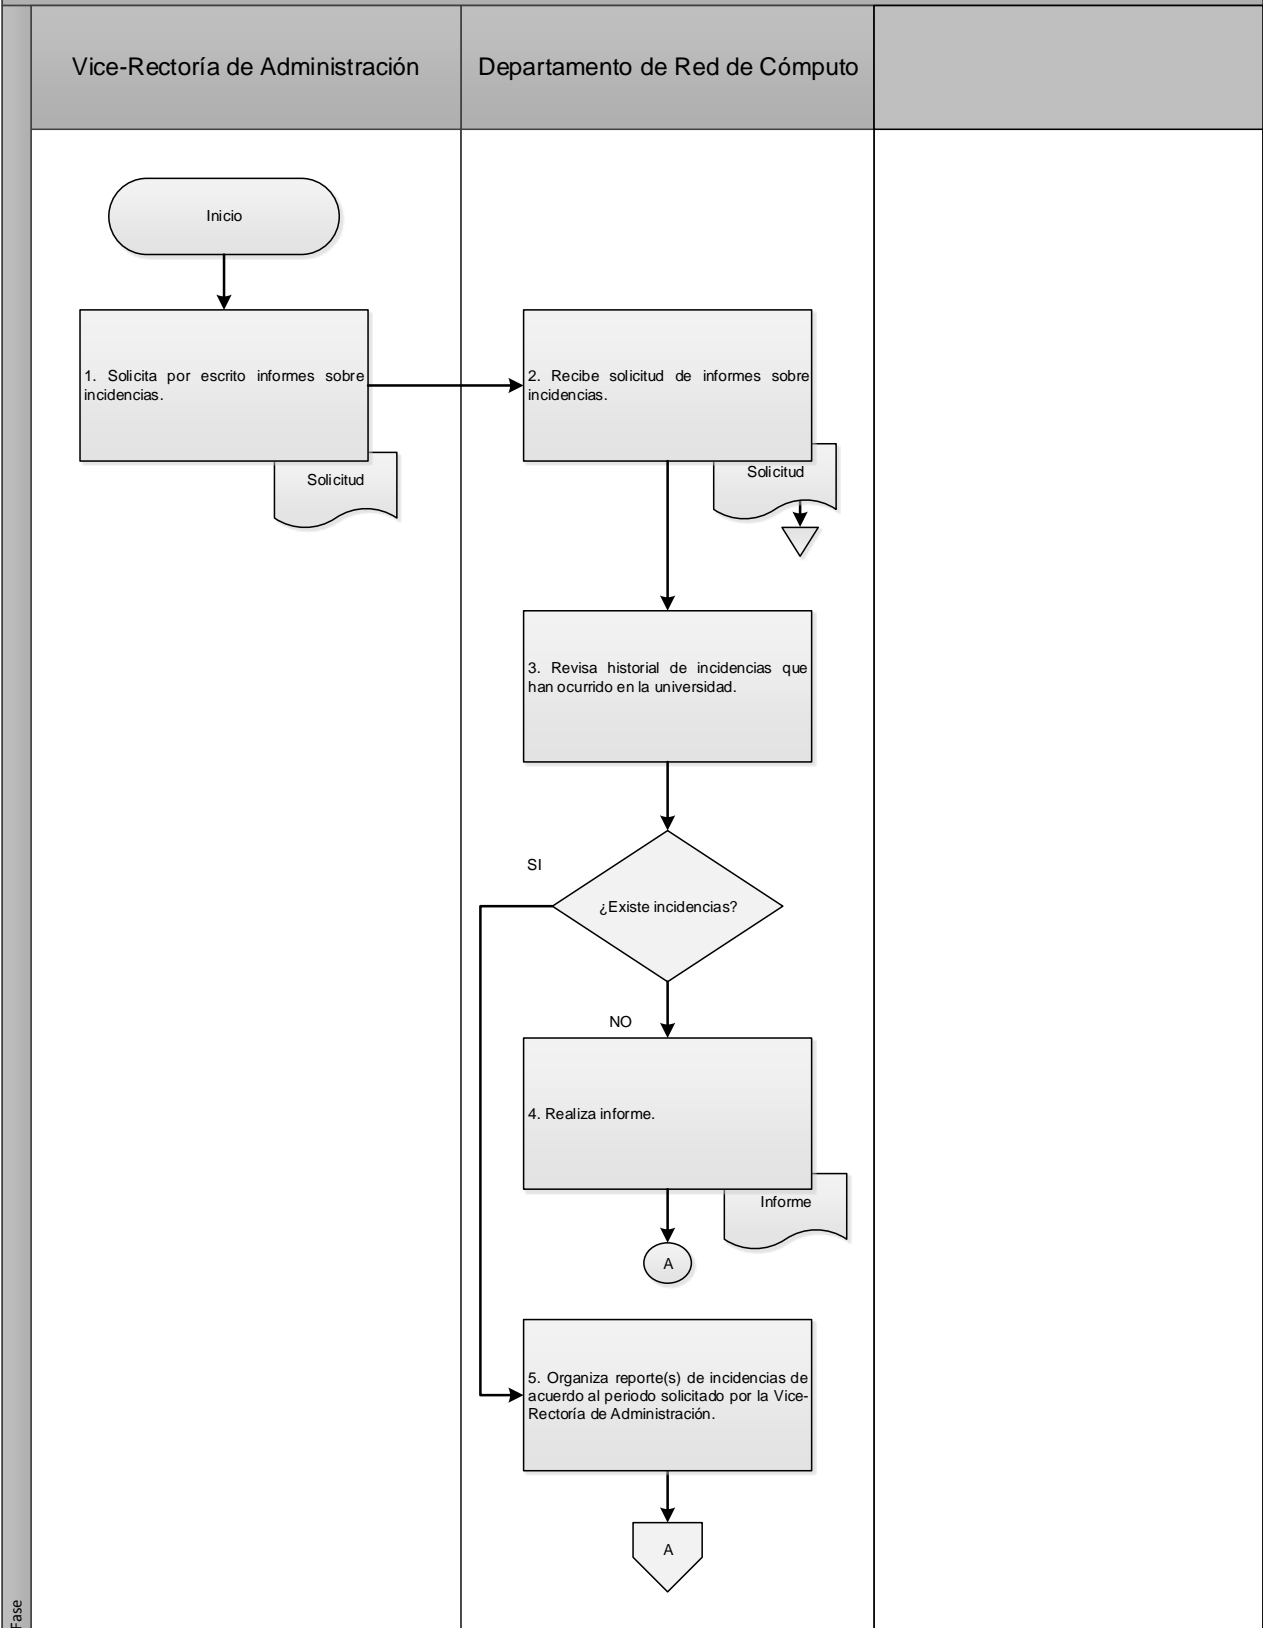 Vice-Rectoría de Administración
Departamento de Red de Cómputo
Inicio
1. Solicita por escrito informes sobre
incidencias.
Solicitud
2. Recibe solicitud de informes sobre
incidencias.
Solicitud
3. Revisa historial de incidencias que
han ocurrido en la universidad.
SI
¿Existe incidencias?
NO
4. Realiza informe.
Informe
A
5. Organiza reporte(s) de incidencias de
acuerdo al periodo solicitado por la Vice-
Rectoría de Administración.
A
Fase